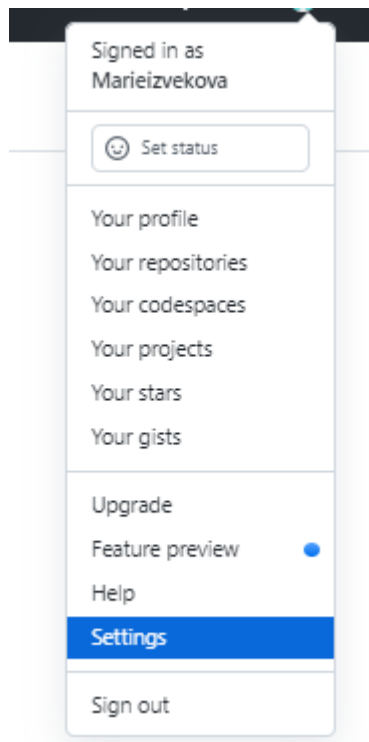 Signed in as
Marieizvekova
Set status
Your profile
Your repositories
Your codespaces
Your projects
Your stars
Your gists
Upgrade
Feature preview
Help
Settings
Sign out